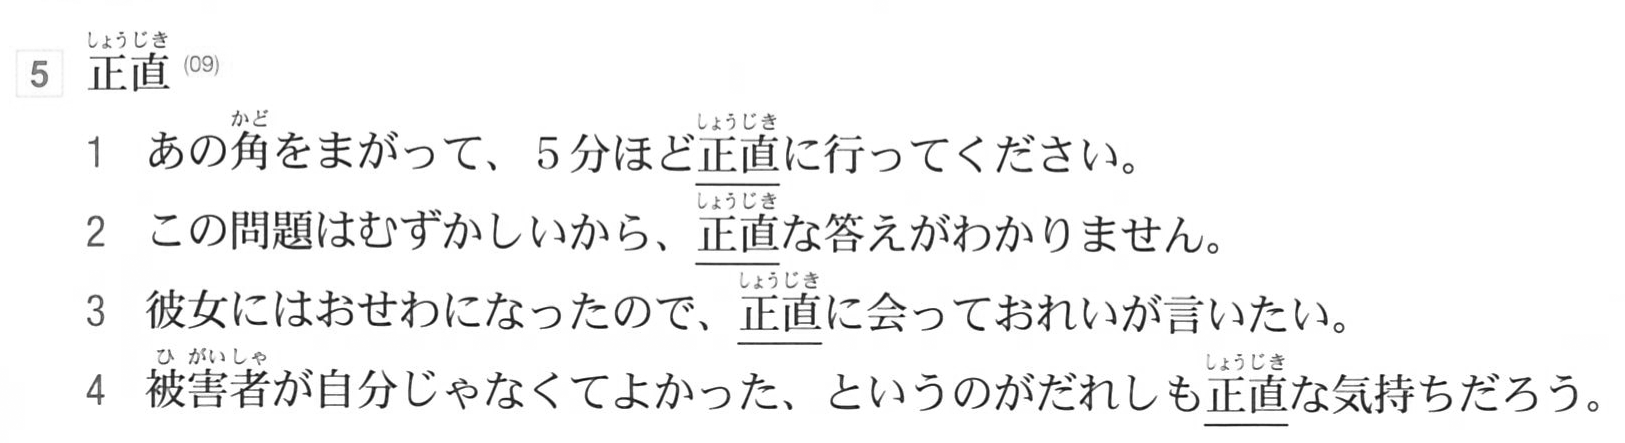 しょうじき
5 正直 (09)
かど しょうじき
1 あの角をまがって、5分ほど正直に行ってください。
しょうじき
2 この問題はむずかしいから、正直な答えがわかりません。
しょうじき
3 彼女にはおせわになったので、正直に会っておれいが言いたい。
ひ がいしゃ しょうじき
4 被害者が自分じゃなくてよかった、というのがだれしも正直な気持ちだろう。